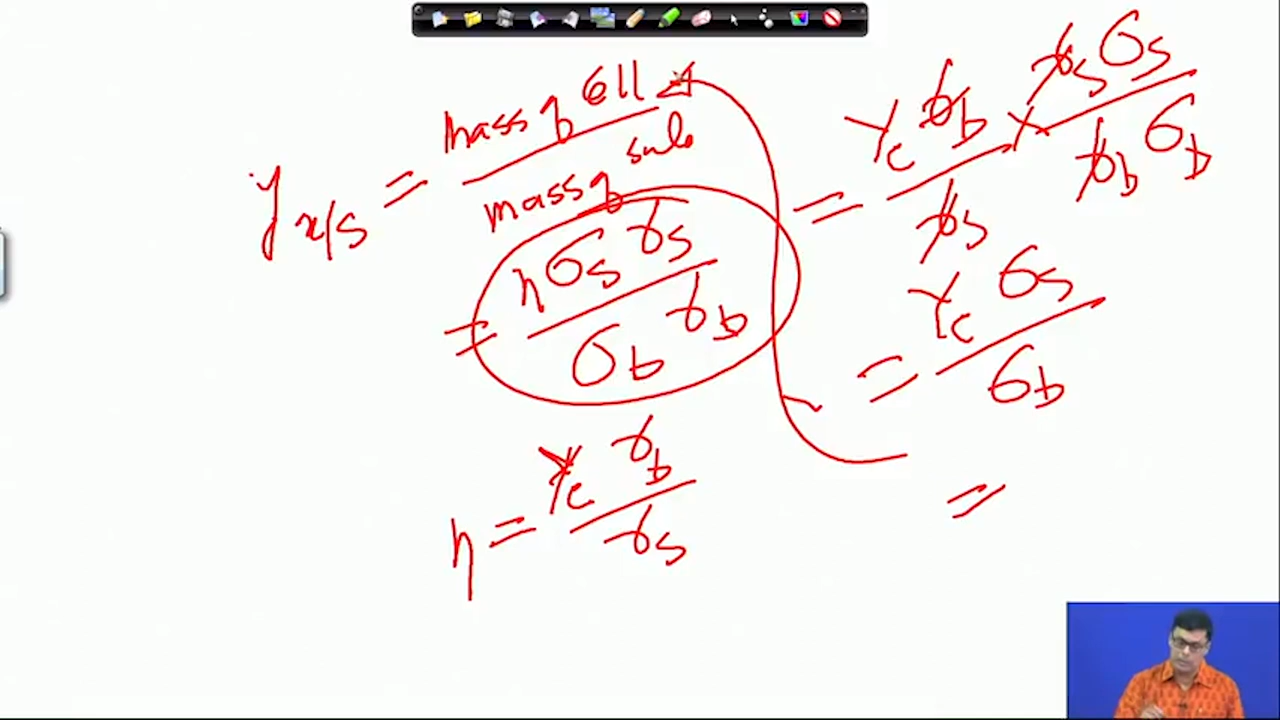 y x/s = mass of cell / mass of subs
= η σs γs / σb γb
η = Yc γb / γs
= Yc γb / γs × γs σs / γb σb
= Yc σs / σb
=